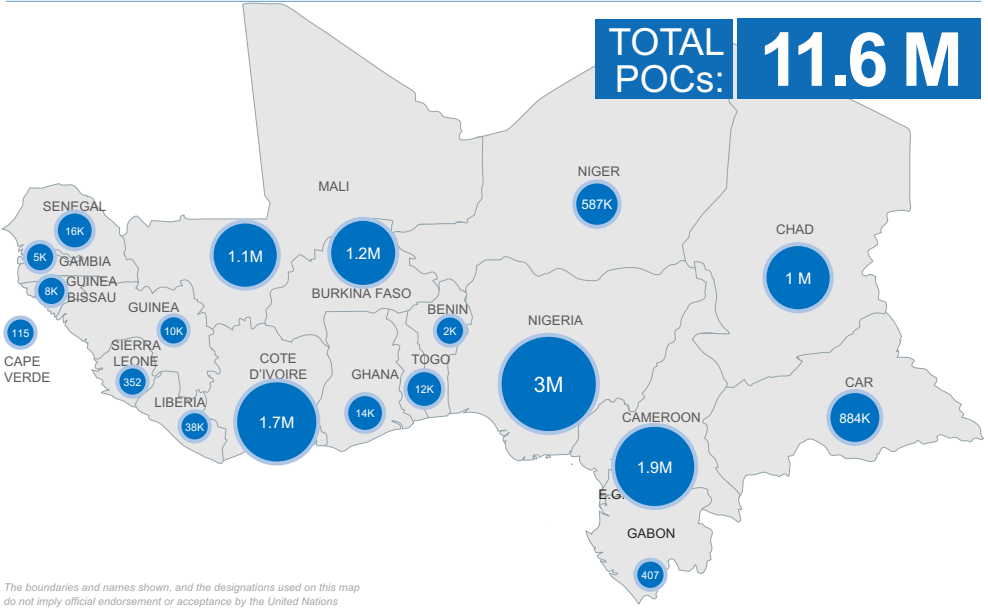 TOTAL
POCs:
11.6 M
MALI
NIGER
587K
SENEGAL
16K
CHAD
5K
GAMBIA
1.1M
1.2M
1 M
GUINEA
BISSAU
8K
BURKINA FASO
GUINEA
10K
BENIN
2K
NIGERIA
115
CAPE
VERDE
SIERRA
LEONE
352
COTE
D'IVOIRE
GHANA
TOGO
12K
3M
CAR
884K
LIBERIA
38K
1.7M
14K
CAMEROON
1.9M
E.G.
GABON
407
The boundaries and names shown, and the designations used on this map
do not imply official endorsement or acceptance by the United Nations